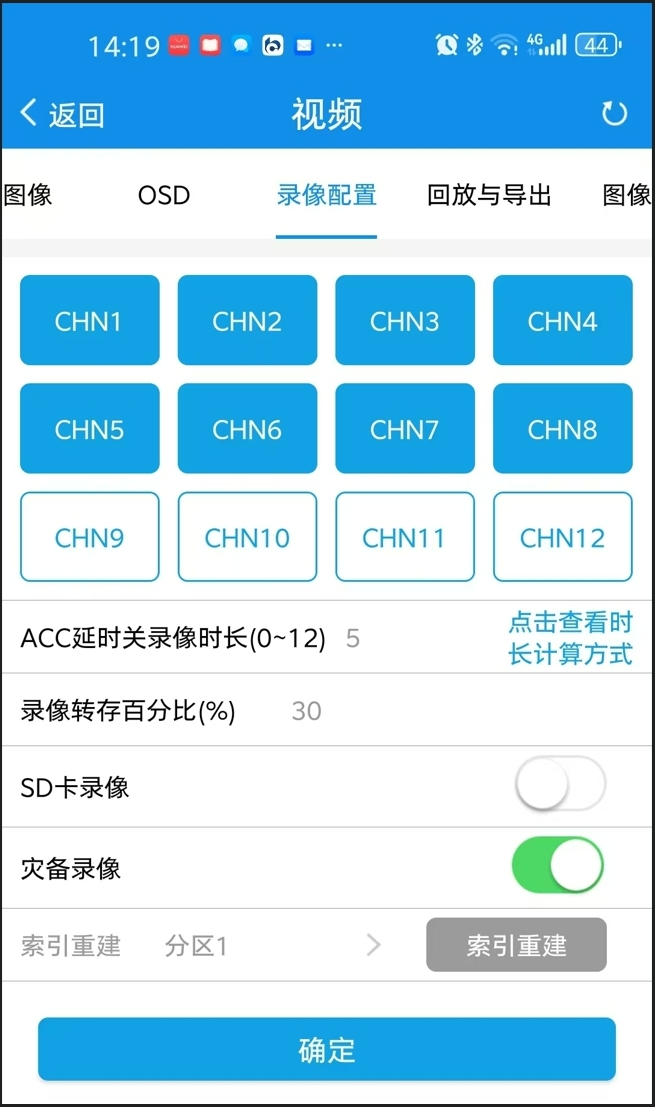 14:19
HUAWEI
4G
44
返回
视频
图像
OSD
录像配置
回放与导出
图像
CHN1
CHN2
CHN3
CHN4
CHN5
CHN6
CHN7
CHN8
CHN9
CHN10
CHN11
CHN12
ACC延时关录像时长(0~12)
5
点击查看时
长计算方式
录像转存百分比(%)
30
SD卡录像
灾备录像
索引重建
分区1
索引重建
确定